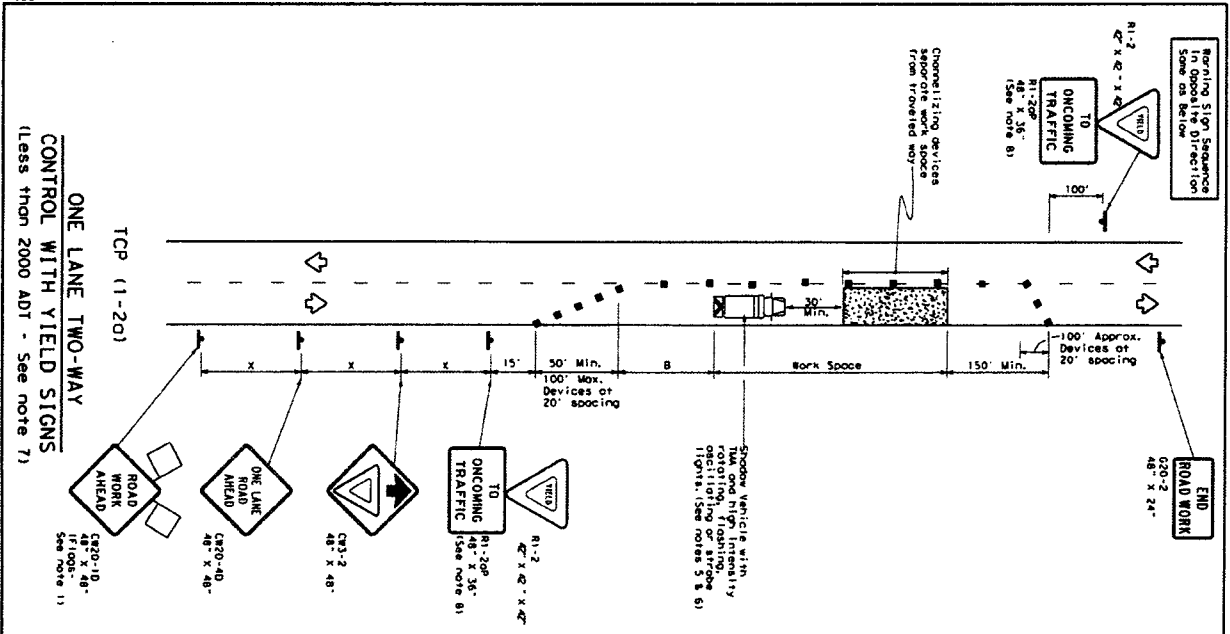 Warning Sign Sequence
In Opposite Direction
Same as Below
R1-2
42" X 42" X 42"
YIELD
TO
ONCOMING
TRAFFIC
R1-2aP
48" X 36"
(See note 8)
100'
Channelizing devices
separate work space
from traveled way
END
ROAD WORK
G20-2
48" X 24"
100' Approx.
Devices at
20' spacing
150' Min.
Work Space
30'
Min.
B
50' Min.
100' Max.
Devices at
20' spacing
15'
X
X
X
Shadow Vehicle with
TMA and high intensity
rotating, flashing,
oscillating or strobe
lights. (See notes 5 & 6)
R1-2
42" X 42" X 42"
YIELD
TO
ONCOMING
TRAFFIC
R1-2aP
48" X 36"
(See note 8)
CW3-2
48" X 48"
ONE LANE
ROAD
AHEAD
CW20-4D
48" X 48"
ROAD
WORK
AHEAD
CW20-1D
48" X 48"
(Flags-
See note 1)
TCP (1-2a)
ONE LANE TWO-WAY
CONTROL WITH YIELD SIGNS
(Less than 2000 ADT - See note 7)